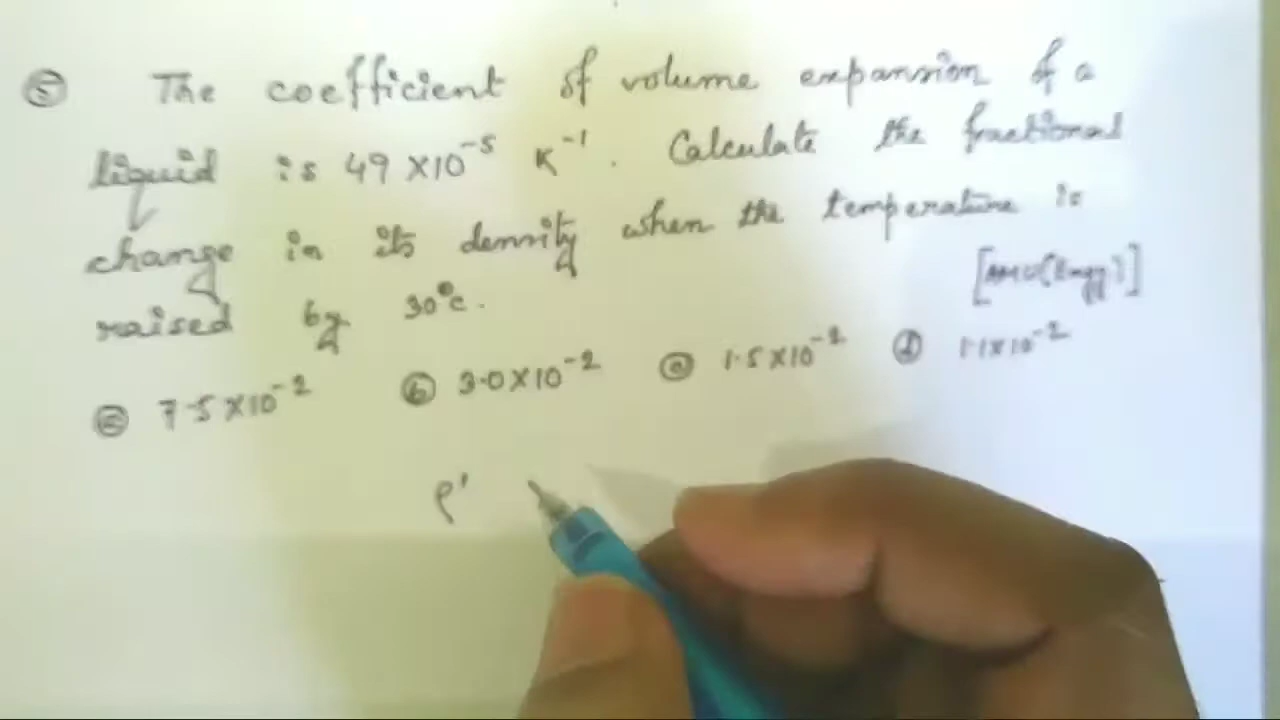 ⑤ The coefficient of volume expansion of a
liquid is 49 ×10⁻⁵ K⁻¹. Calculate the fractional
change in its density when the temperature is
raised by 30°C.
[AMU(Engg)]
ⓐ 7.5 ×10⁻² ⓑ 3.0×10⁻² ⓒ 1.5×10⁻² ⓓ 1.1×10⁻²
ρ'